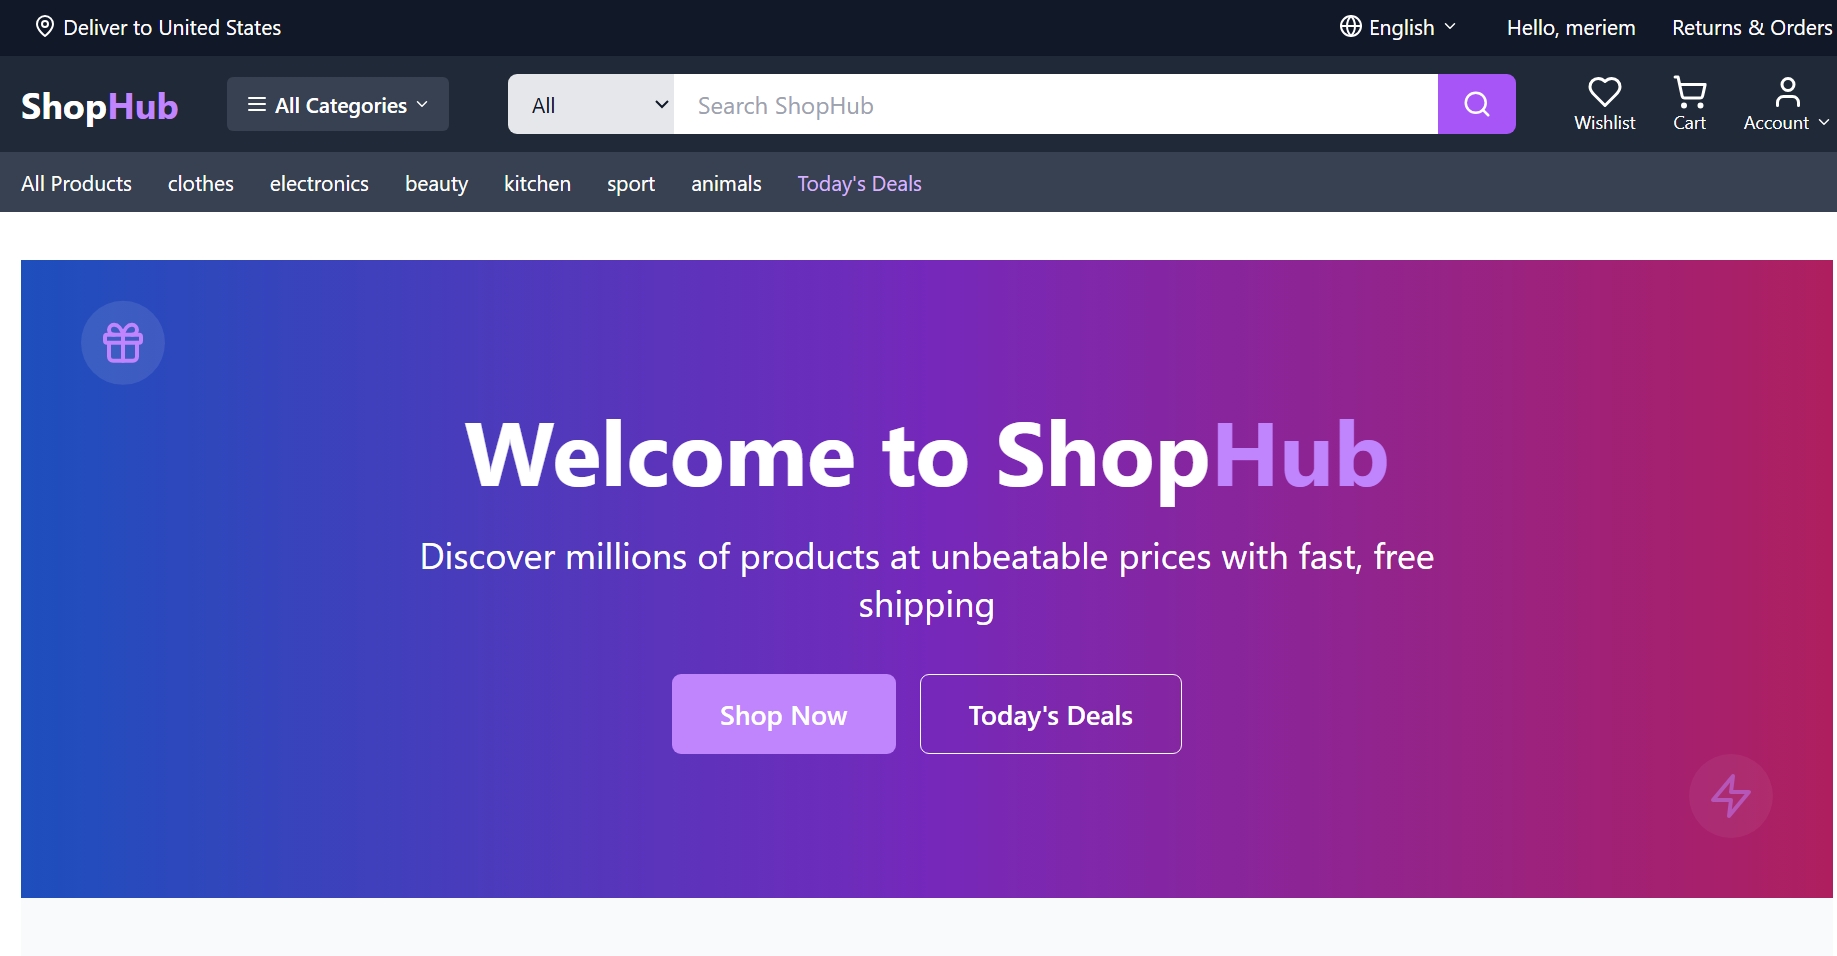 Deliver to United States
English
Hello, meriem
Returns & Orders
ShopHub
All Categories
All
Search ShopHub
Wishlist
Cart
Account
All Products
clothes
electronics
beauty
kitchen
sport
animals
Today's Deals
Welcome to ShopHub
Discover millions of products at unbeatable prices with fast, free
shipping
Shop Now
Today's Deals